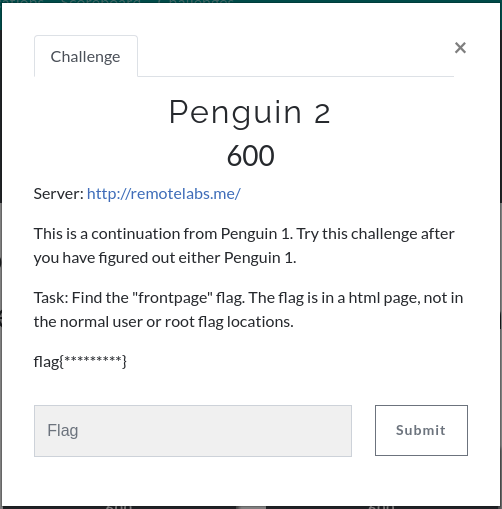 Challenge
×
Penguin 2
600
Server: http://remotelabs.me/
This is a continuation from Penguin 1. Try this challenge after
you have figured out either Penguin 1.
Task: Find the "frontpage" flag. The flag is in a html page, not in
the normal user or root flag locations.
flag{*********}
Flag
Submit